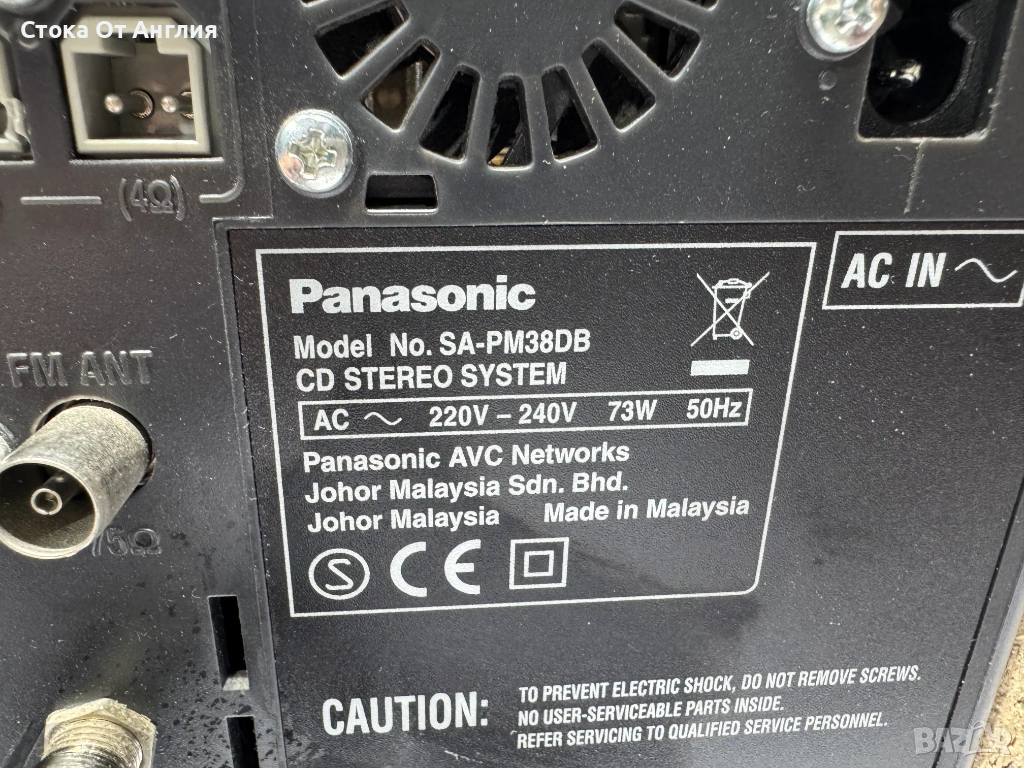 Стока От Англия
(4Ω)
Panasonic
Model No. SA-PM38DB
CD STEREO SYSTEM
AC 220V – 240V 73W 50Hz
Panasonic AVC Networks
Johor Malaysia Sdn. Bhd.
Johor Malaysia Made in Malaysia
S CE
AC IN
FM ANT
75Ω
CAUTION:
TO PREVENT ELECTRIC SHOCK, DO NOT REMOVE SCREWS.
NO USER-SERVICEABLE PARTS INSIDE.
REFER SERVICING TO QUALIFIED SERVICE PERSONNEL.
BAZAR